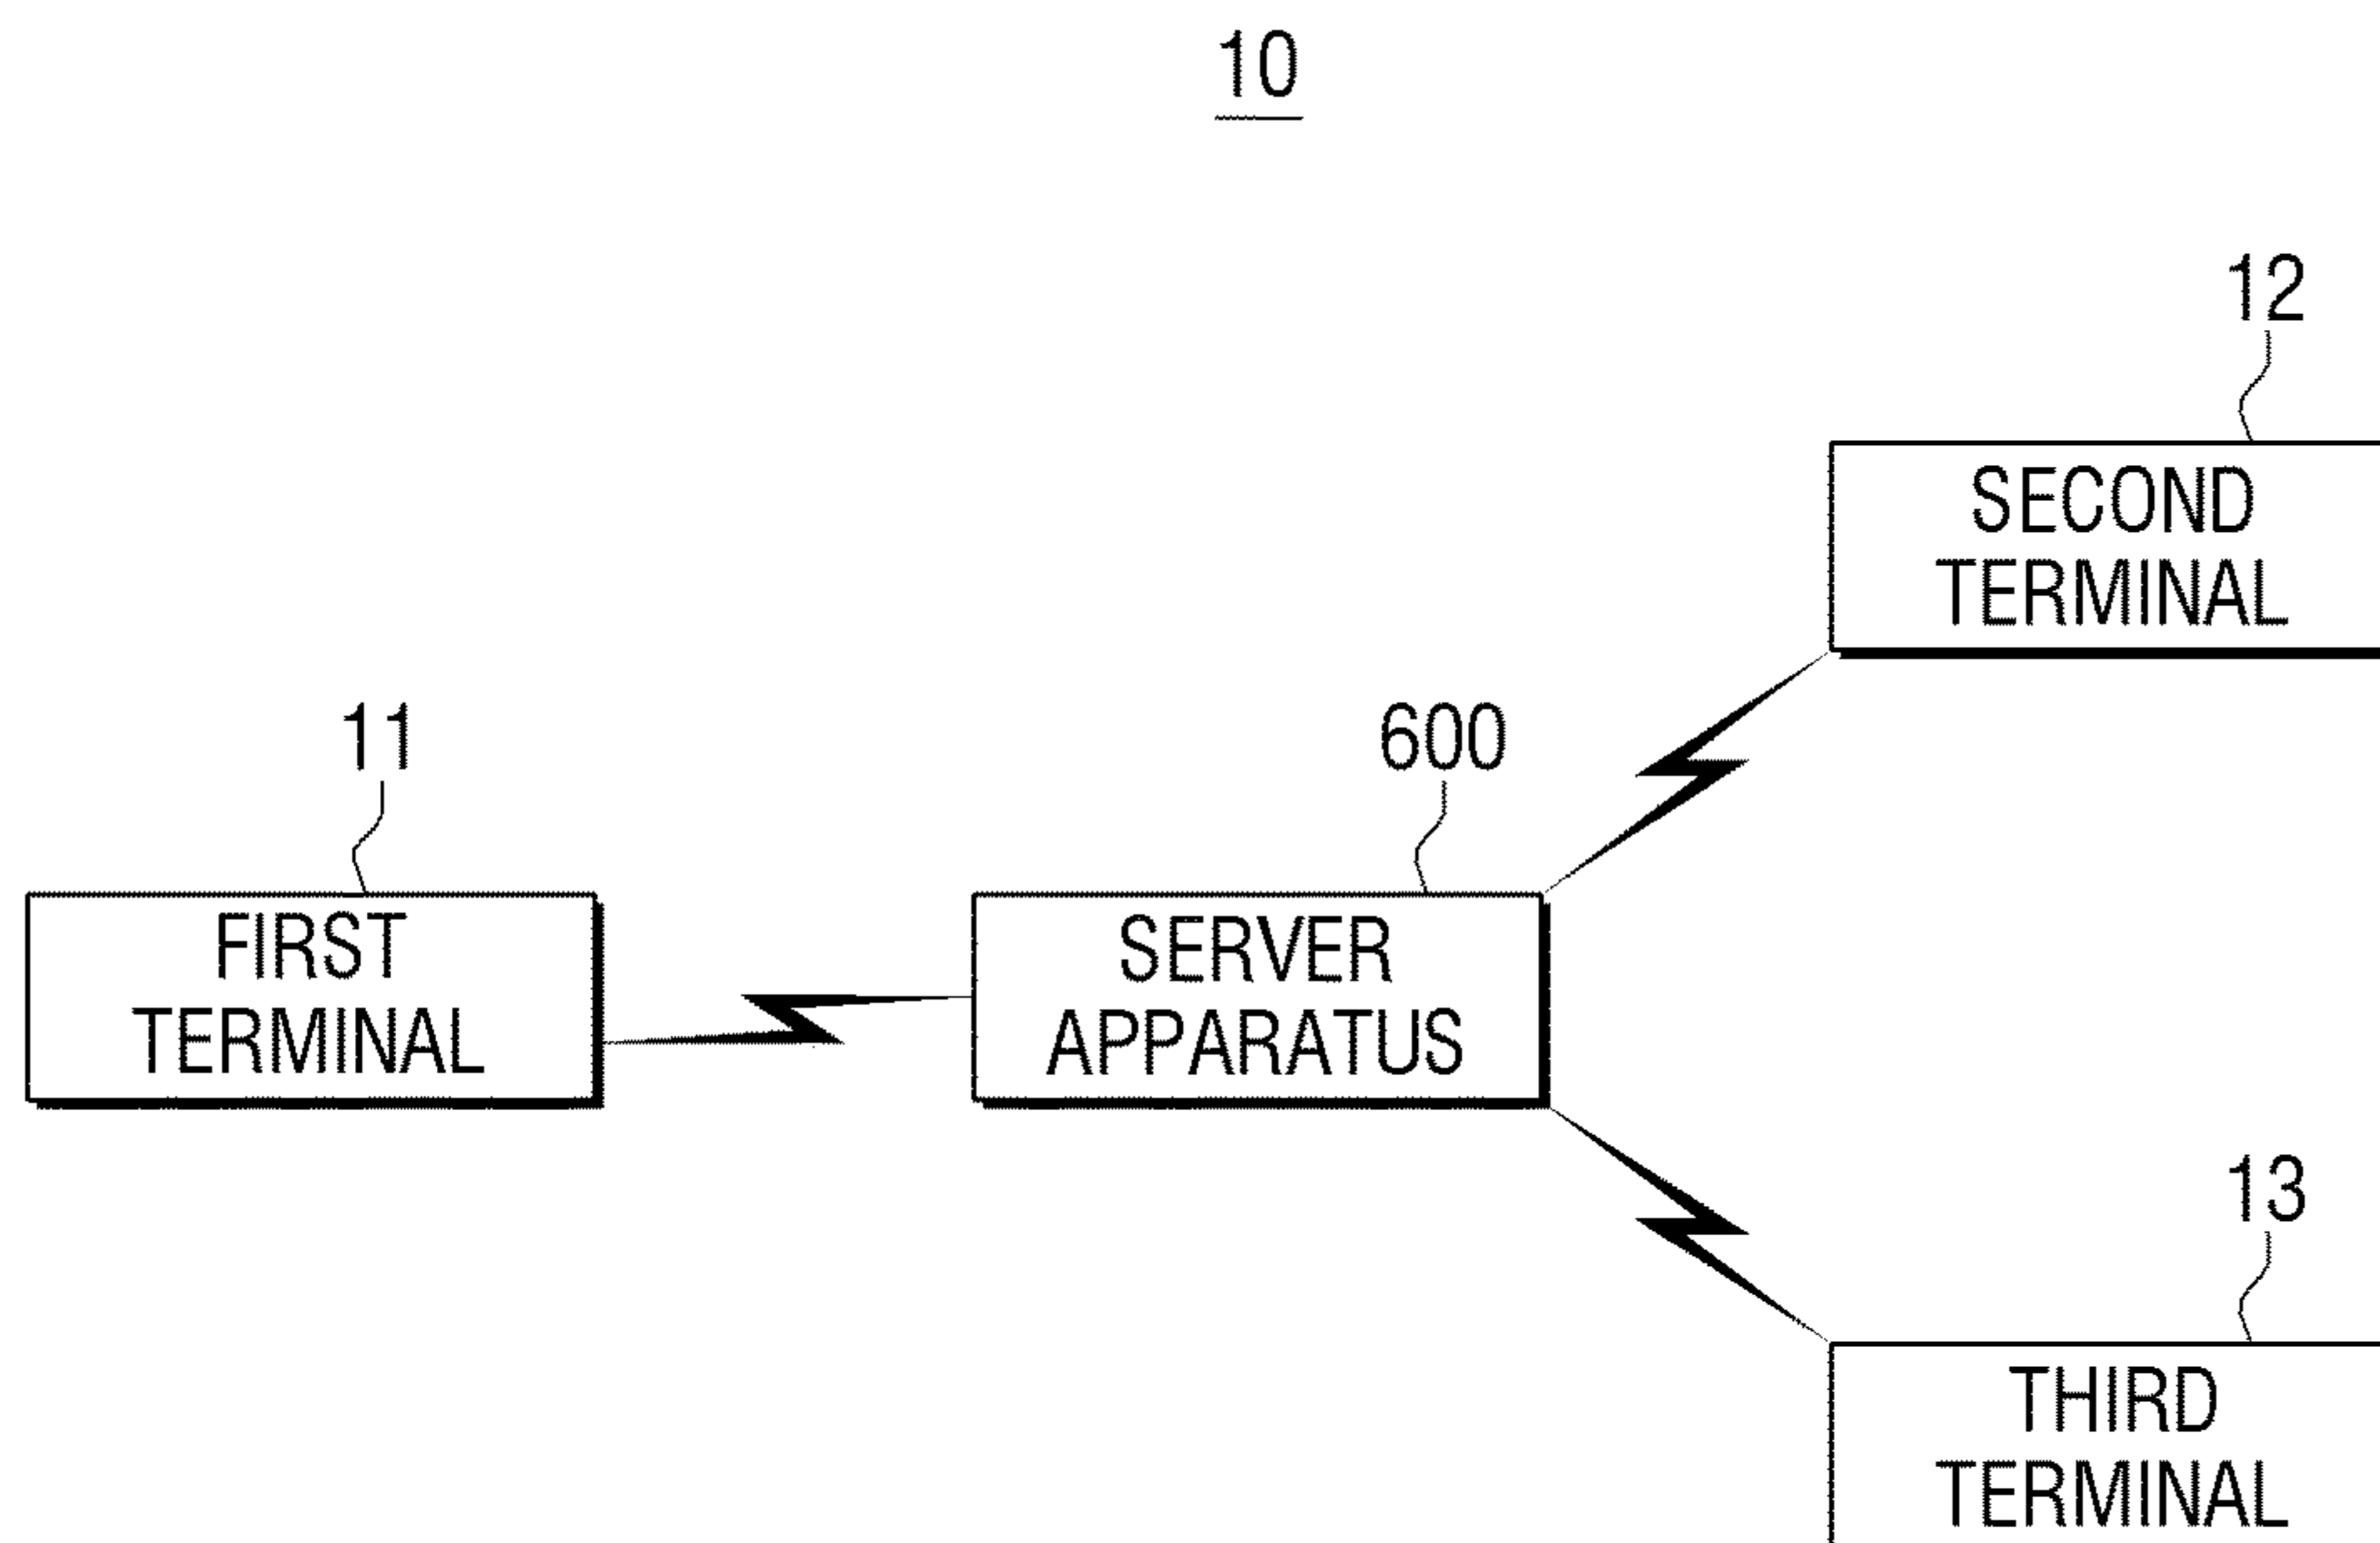 10
12
SECOND
TERMINAL
11
600
FIRST
TERMINAL
SERVER
APPARATUS
13
THIRD
TERMINAL